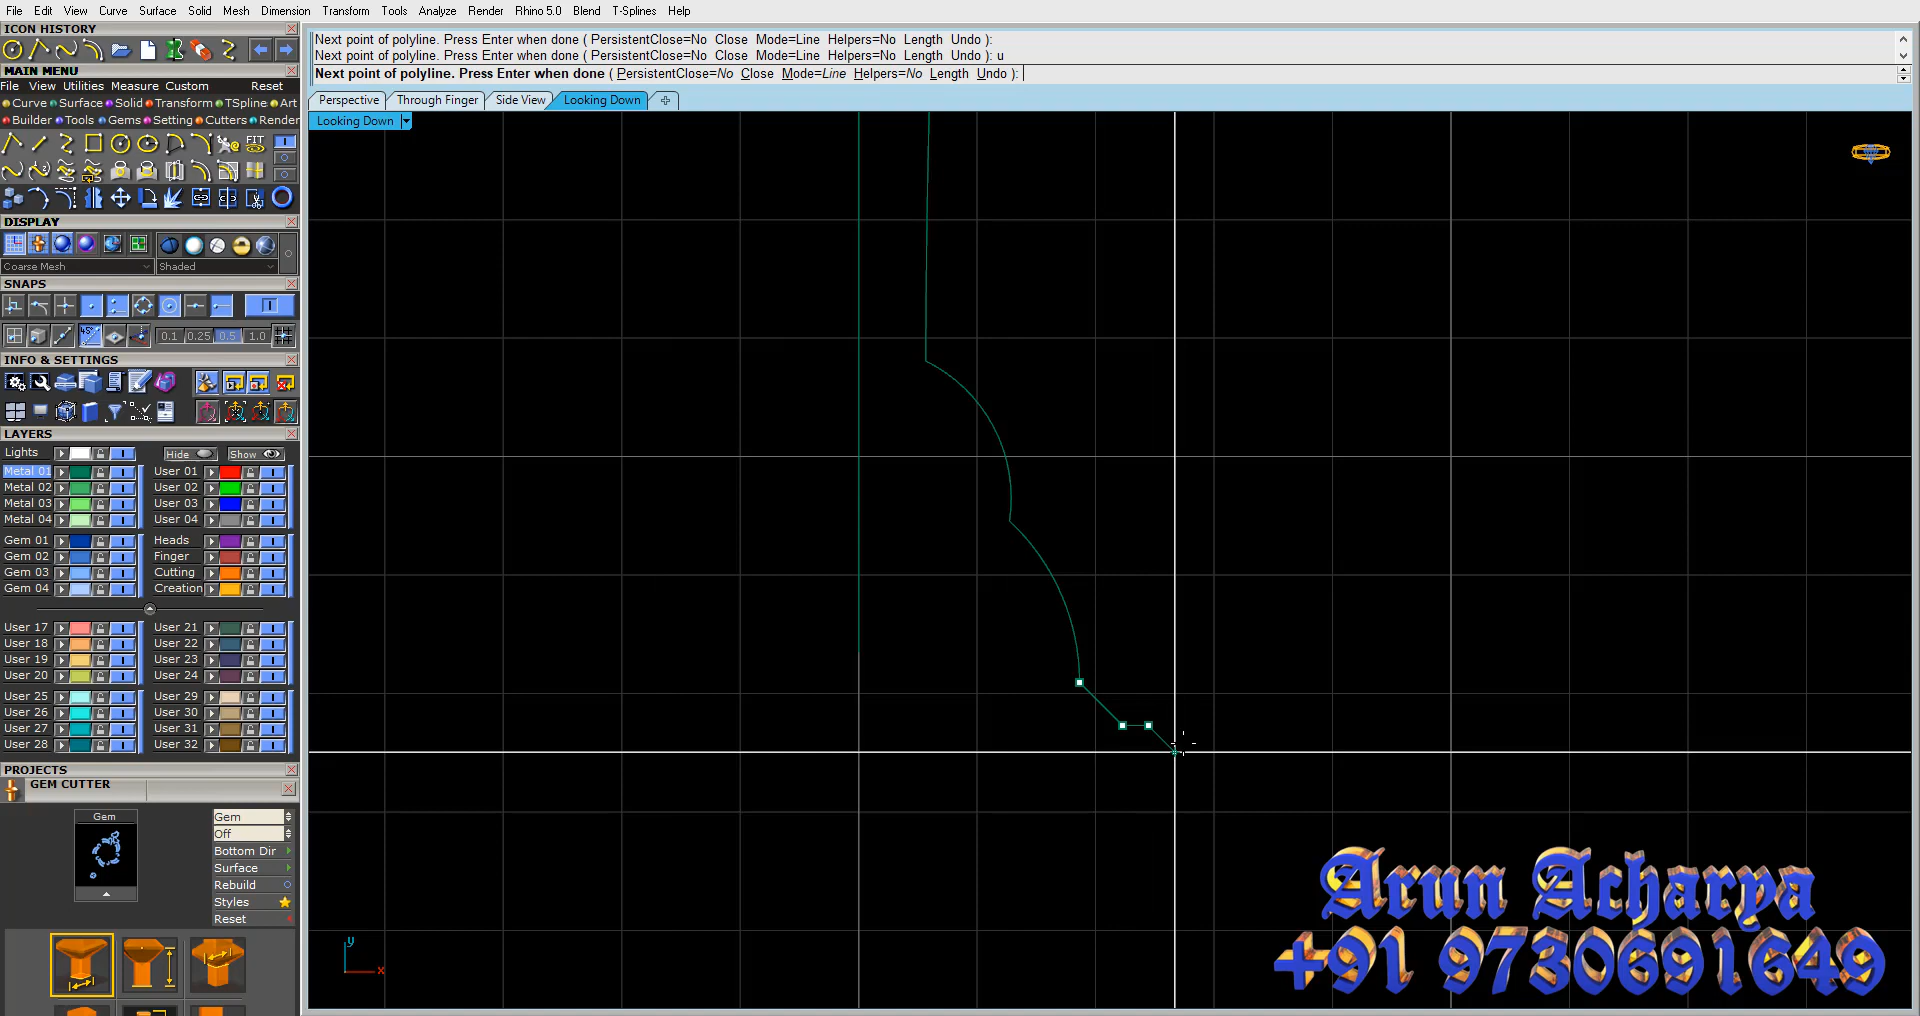 File Edit View Curve Surface Solid Mesh Dimension Transform Tools Analyze Render Rhino 5.0 Blend T-Splines Help
ICON HISTORY
MAIN MENU
File View Utilities Measure Custom Reset
Curve Surface Solid Transform TSpline Art
Builder Tools Gems Setting Cutters Render
FIT
DISPLAY
Coarse Mesh Shaded
SNAPS
45° 0.1 0.25 0.5 1.0
INFO & SETTINGS
LAYERS
Lights Hide Show
Metal 01 User 01
Metal 02 User 02
Metal 03 User 03
Metal 04 User 04
Gem 01 Heads
Gem 02 Finger
Gem 03 Cutting
Gem 04 Creation
User 17 User 21
User 18 User 22
User 19 User 23
User 20 User 24
User 25 User 29
User 26 User 30
User 27 User 31
User 28 User 32
PROJECTS
GEM CUTTER
Gem
Gem
Off
Bottom Dir
Surface
Rebuild
Styles
Reset
Next point of polyline. Press Enter when done ( PersistentClose=No Close Mode=Line Helpers=No Length Undo ):
Next point of polyline. Press Enter when done ( PersistentClose=No Close Mode=Line Helpers=No Length Undo ): u
Next point of polyline. Press Enter when done ( PersistentClose=No Close Mode=Line Helpers=No Length Undo ):
Perspective Through Finger Side View Looking Down
Looking Down
y
x
Arun Acharya
+91 9730691649